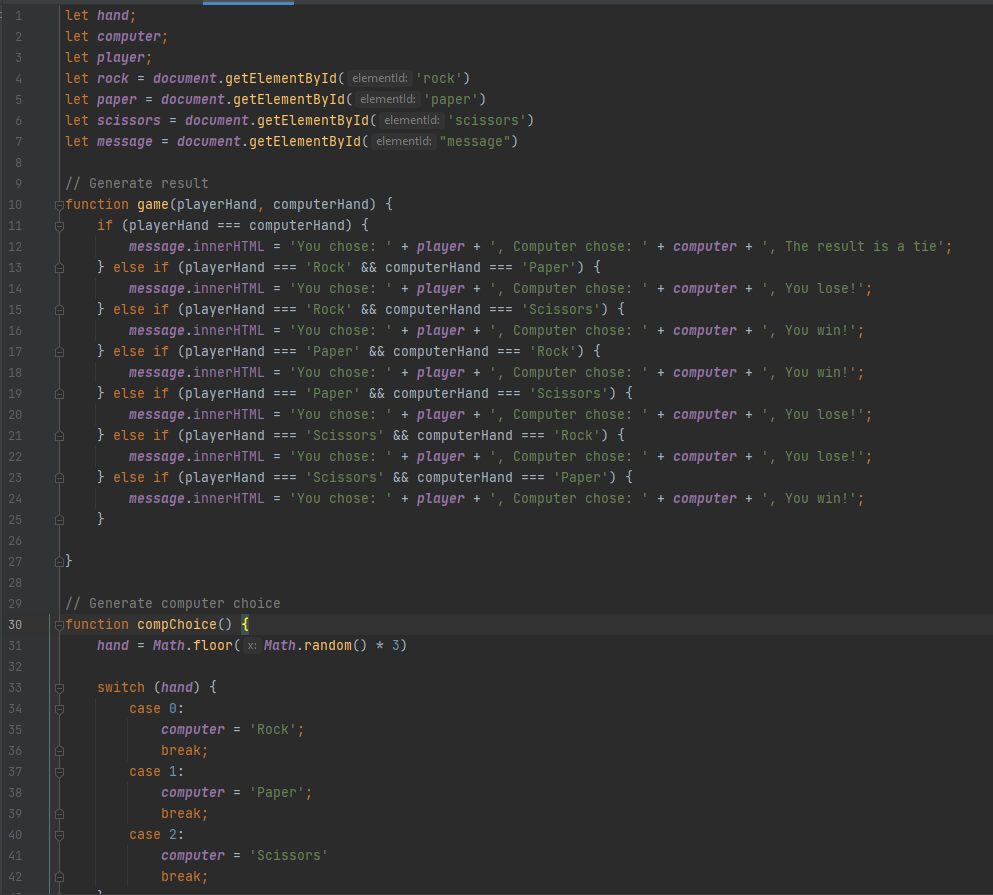 1 let hand;
2 let computer;
3 let player;
4 let rock = document.getElementById( elementId: 'rock')
5 let paper = document.getElementById( elementId: 'paper')
6 let scissors = document.getElementById( elementId: 'scissors')
7 let message = document.getElementById( elementId: "message")
8
9 // Generate result
10 function game(playerHand, computerHand) {
11     if (playerHand === computerHand) {
12         message.innerHTML = 'You chose: ' + player + ', Computer chose: ' + computer + ', The result is a tie';
13     } else if (playerHand === 'Rock' && computerHand === 'Paper') {
14         message.innerHTML = 'You chose: ' + player + ', Computer chose: ' + computer + ', You lose!';
15     } else if (playerHand === 'Rock' && computerHand === 'Scissors') {
16         message.innerHTML = 'You chose: ' + player + ', Computer chose: ' + computer + ', You win!';
17     } else if (playerHand === 'Paper' && computerHand === 'Rock') {
18         message.innerHTML = 'You chose: ' + player + ', Computer chose: ' + computer + ', You win!';
19     } else if (playerHand === 'Paper' && computerHand === 'Scissors') {
20         message.innerHTML = 'You chose: ' + player + ', Computer chose: ' + computer + ', You lose!';
21     } else if (playerHand === 'Scissors' && computerHand === 'Rock') {
22         message.innerHTML = 'You chose: ' + player + ', Computer chose: ' + computer + ', You lose!';
23     } else if (playerHand === 'Scissors' && computerHand === 'Paper') {
24         message.innerHTML = 'You chose: ' + player + ', Computer chose: ' + computer + ', You win!';
25     }
26
27 }
28
29 // Generate computer choice
30 function compChoice() {
31     hand = Math.floor( x: Math.random() * 3)
32
33     switch (hand) {
34         case 0:
35             computer = 'Rock';
36             break;
37         case 1:
38             computer = 'Paper';
39             break;
40         case 2:
41             computer = 'Scissors'
42             break;